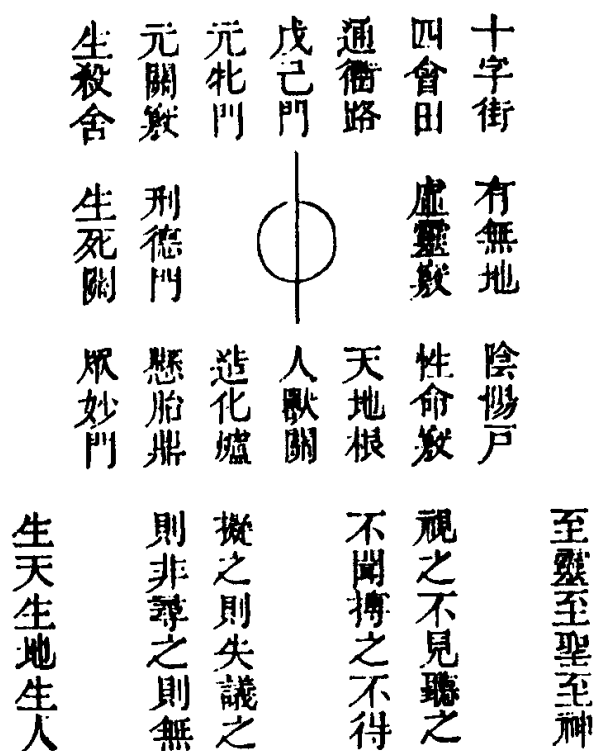 十字街
四會田
通衢路
戊己門
元牝門
元關竅
生殺舍
有無地
虛靈竅
刑德門
生死關
陰陽戶
性命竅
天地根
人獸關
造化爐
懸胎鼎
眾妙門
至靈至聖至神
視之不見聽之
不聞搏之不得
擬之則失議之
則非尋之則無
生天生地生人